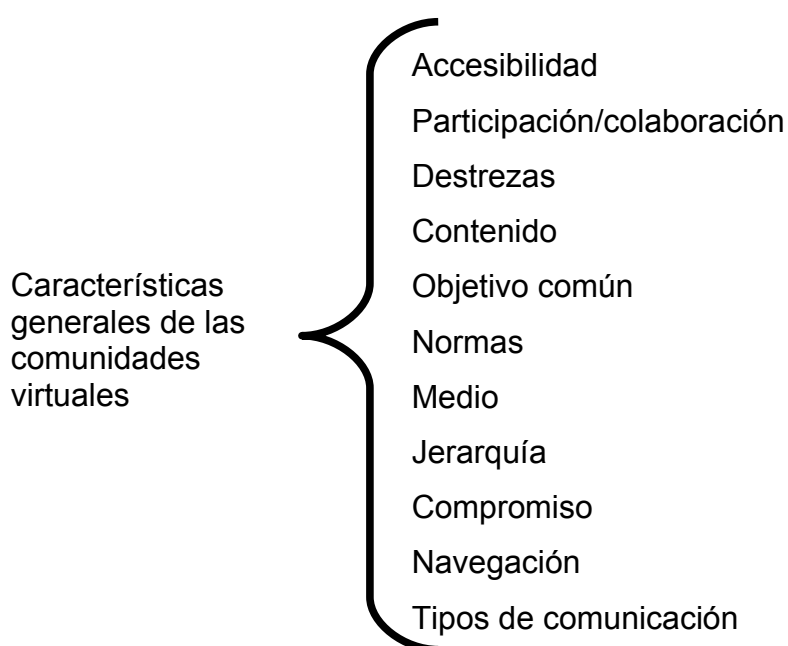 Característísticas
generales de las
comunidades
virtuales
Accesibilidad
Participación/colaboración
Destrezas
Contenido
Objetivo común
Normas
Medio
Jerarquía
Compromiso
Navegación
Tipos de comunicación